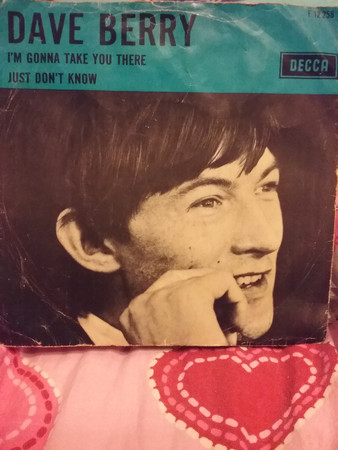 DAVE BERRY
I'M GONNA TAKE YOU THERE
JUST DON'T KNOW
DECCA